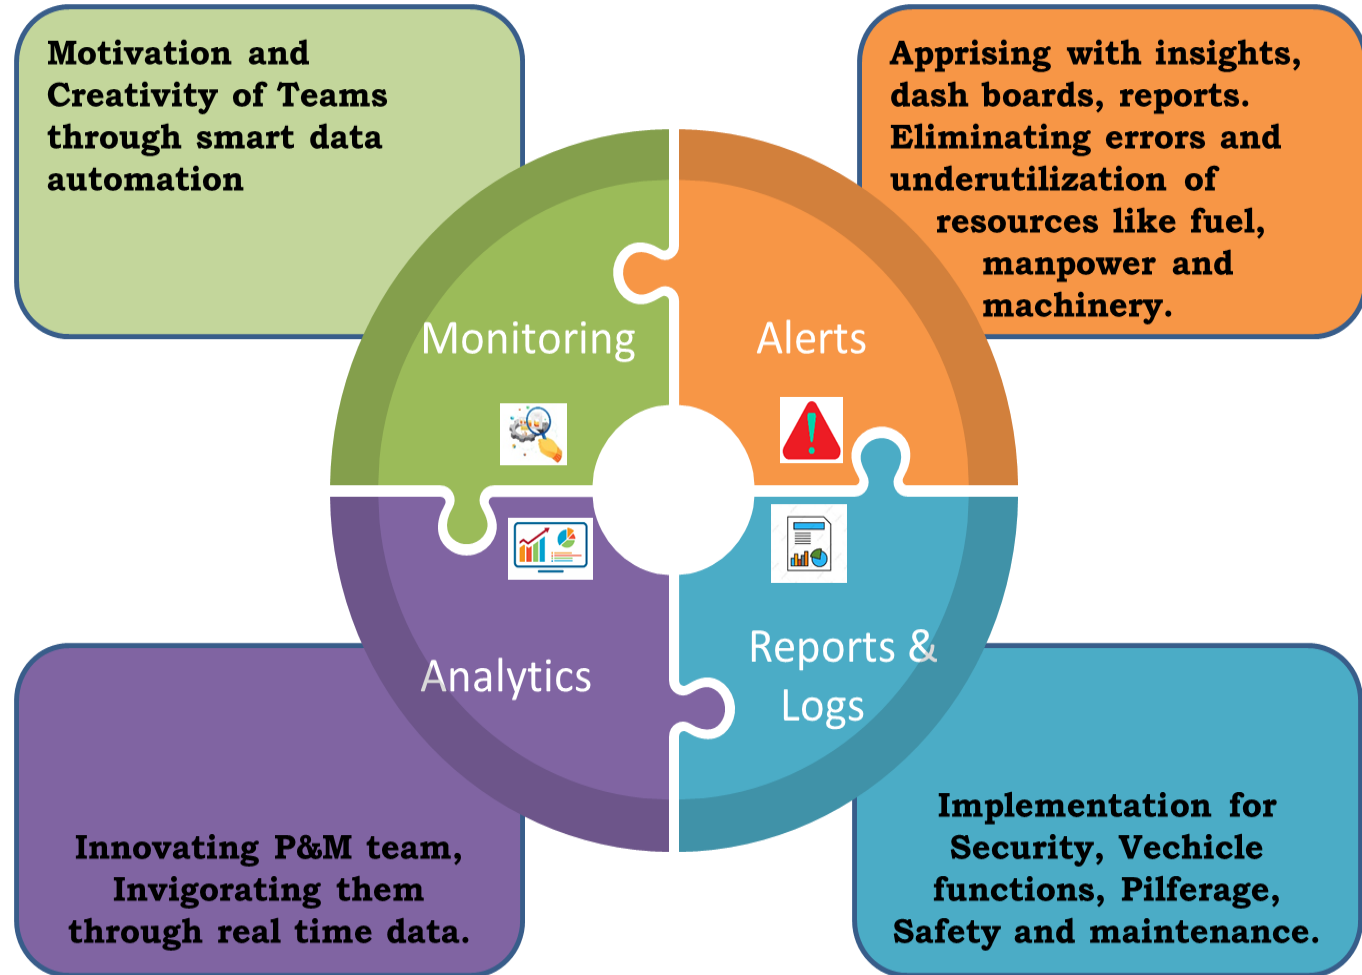 Motivation and
Creativity of Teams
through smart data
automation
Apprising with insights,
dash boards, reports.
Eliminating errors and
underutilization of
resources like fuel,
manpower and
machinery.
Monitoring
Alerts
Analytics
Reports &
Logs
Innovating P&M team,
Invigorating them
through real time data.
Implementation for
Security, Vechicle
functions, Pilferage,
Safety and maintenance.